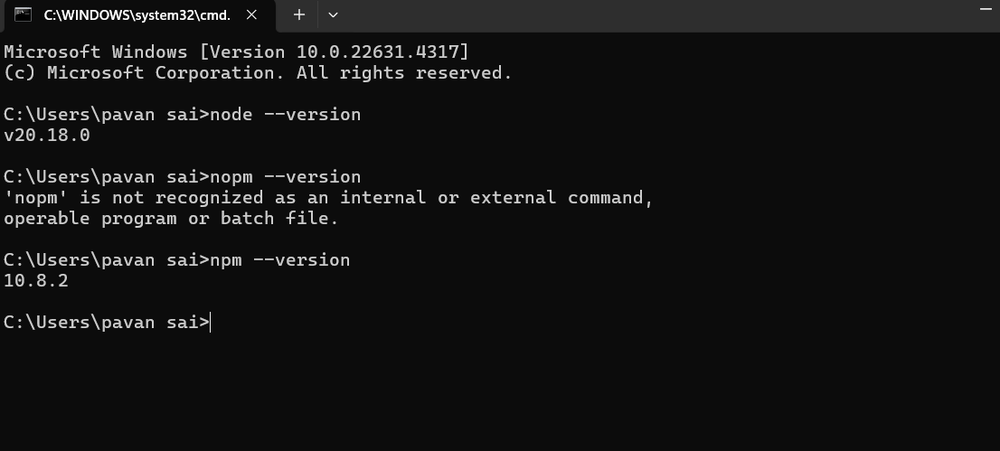 C:\WINDOWS\system32\cmd.
Microsoft Windows [Version 10.0.22631.4317]
(c) Microsoft Corporation. All rights reserved.
C:\Users\pavan sai>node --version
v20.18.0
C:\Users\pavan sai>nopm --version
'nopm' is not recognized as an internal or external command,
operable program or batch file.
C:\Users\pavan sai>npm --version
10.8.2
C:\Users\pavan sai>